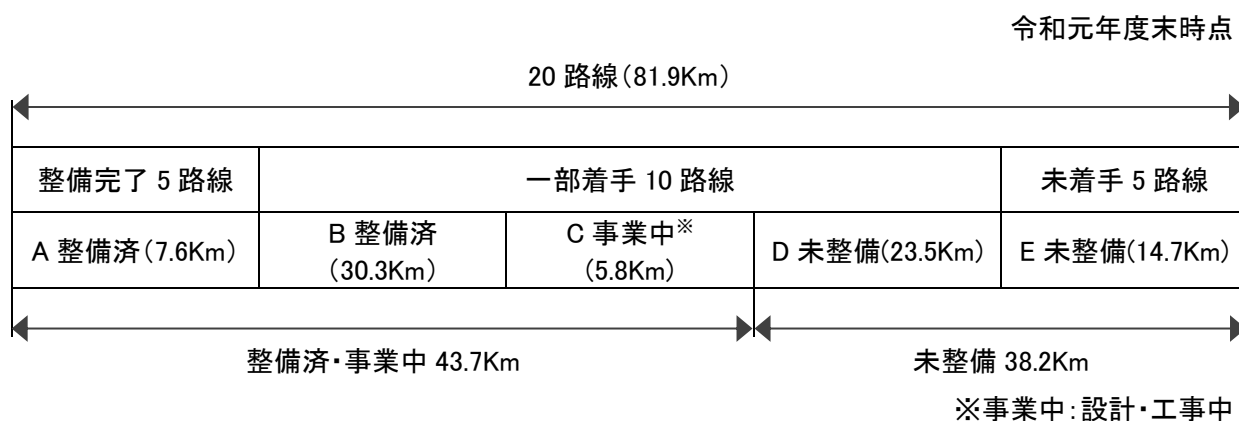 令和元年度末時点
20 路線(81.9Km)
整備完了 5 路線
一部着手 10 路線
未着手 5 路線
A 整備済(7.6Km)
B 整備済
(30.3Km)
C 事業中※
(5.8Km)
D 未整備(23.5Km)
E 未整備(14.7Km)
整備済・事業中 43.7Km
未整備 38.2Km
※事業中:設計・工事中